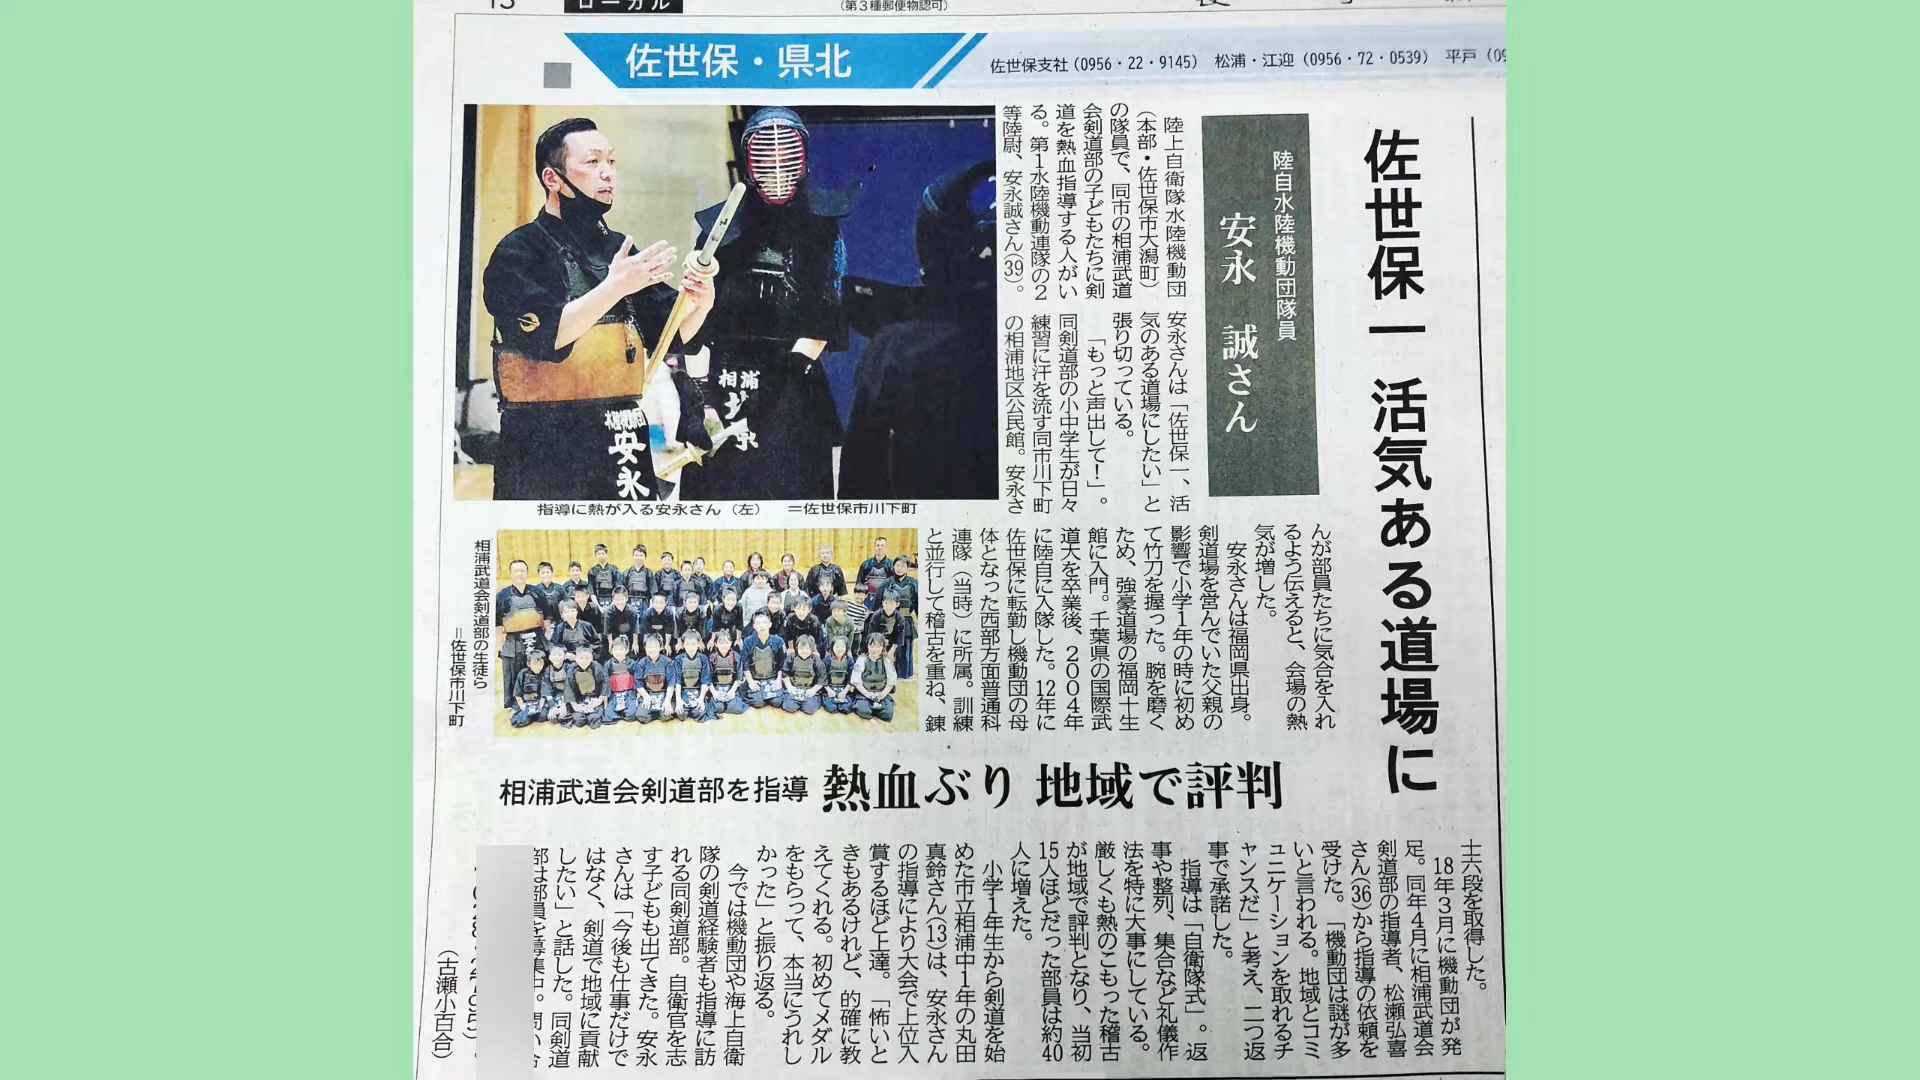 13
ローカル
(第3種郵便物認可)
佐世保・県北
佐世保支社(0956・22・9145) 松浦・江迎(0956・72・0539) 平戸(09
佐世保一 活気ある道場に
陸自水陸機動団隊員
安永 誠さん
陸上自衛隊水陸機動団
(本部・佐世保市大潟町)
の隊員で、同市の相浦武道
会剣道部の子どもたちに剣
道を熱血指導する人がい
る。第1水陸機動連隊の2
等陸尉、安永誠さん(39)。
安永さんは「佐世保一、活
気のある道場にしたい」と
張り切っている。
「もっと声出して!」。
同剣道部の小中学生が日々
練習に汗を流す同市川下町
の相浦地区公民館。安永さ
んが部員たちに気合を入れ
るよう伝えると、会場の熱
気が増した。
安永さんは福岡県出身。
剣道場を営んでいた父親の
影響で小学1年の時に初め
て竹刀を握った。腕を磨く
ため、強豪道場の福岡十生
館に入門。千葉県の国際武
道大を卒業後、2004年
に陸自に入隊した。12年に
佐世保に転勤し機動団の母
体となった西部方面普通科
連隊(当時)に所属。訓練
と並行して稽古を重ね、錬
士六段を取得した。
18年3月に機動団が発
足。同年4月に相浦武道会
剣道部の指導者、松瀬弘喜
さん(36)から指導の依頼を
受けた。「機動団は謎が多
いと言われる。地域とコミ
ュニケーションを取れるチ
ャンスだ」と考え、二つ返
事で承諾した。
指導は「自衛隊式」。返
事や整列、集合など礼儀作
法を特に大事にしている。
厳しくも熱のこもった稽古
が地域で評判となり、当初
15人ほどだった部員は約40
人に増えた。
小学1年生から剣道を始
めた市立相浦中1年の丸田
真鈴さん(13)は、安永さん
の指導により大会で上位入
賞するほど上達。「怖いと
きもあるけれど、的確に教
えてくれる。初めてメダル
をもらって、本当にうれし
かった」と振り返る。
今では機動団や海上自衛
隊の剣道経験者も指導に訪
れる同剣道部。自衛官を志
す子どもも出てきた。安永
さんは「今後も仕事だけで
はなく、剣道で地域に貢献
したい」と話した。同剣道
部は部員を募集中。問い合
(古瀬小百合)
相浦
水陸機動団
安永
指導に熱が入る安永さん(左) =佐世保市川下町
相浦武道会剣道部の生徒ら
=佐世保市川下町
相浦武道会剣道部を指導 熱血ぶり 地域で評判